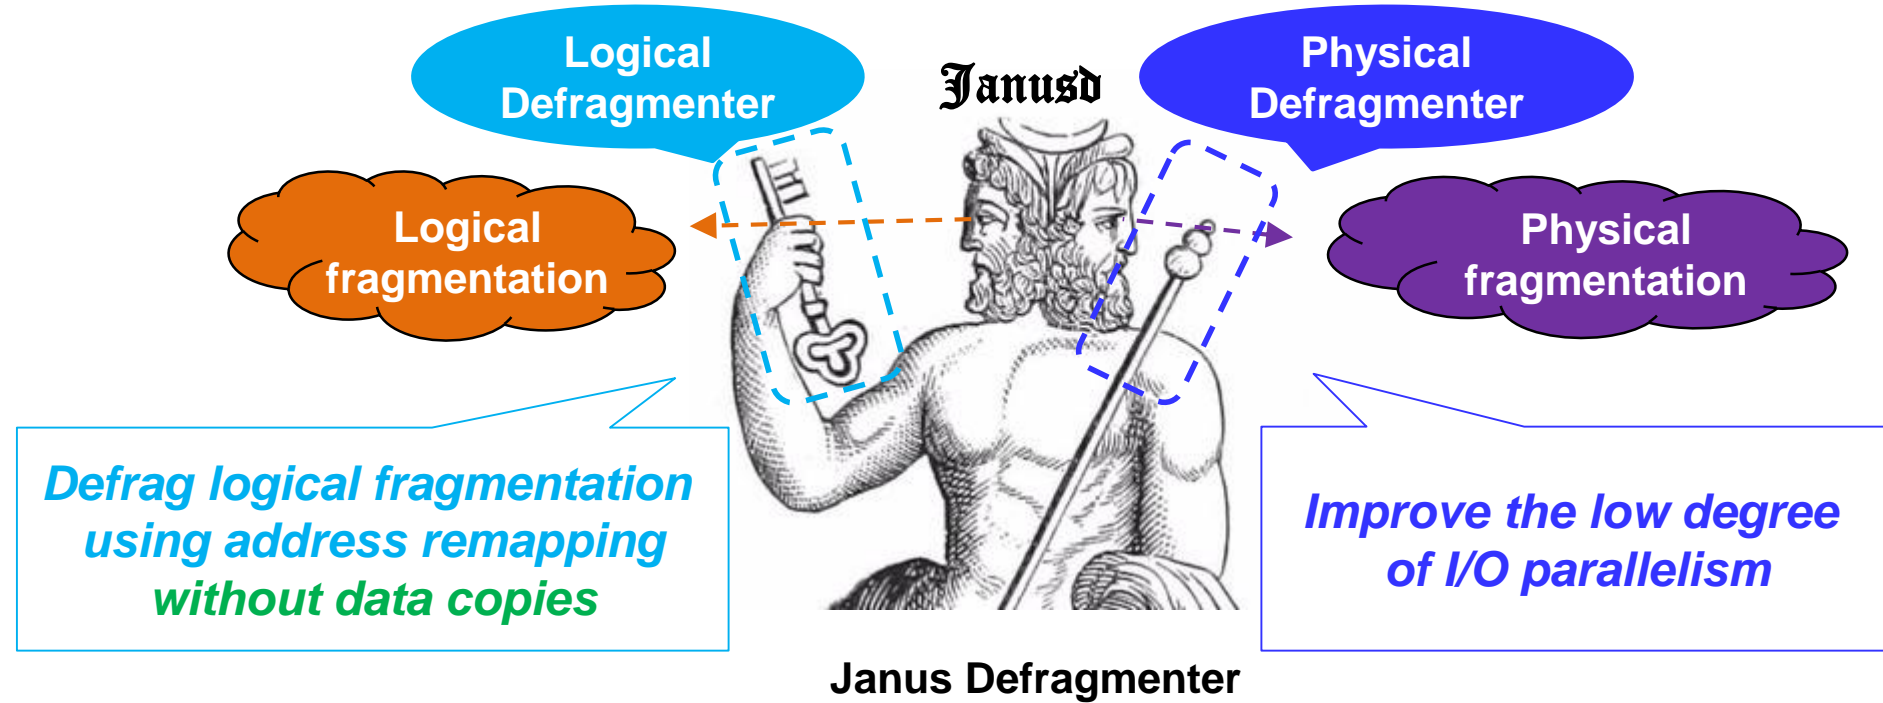 Logical
Defragmenter
Janusd
Physical
Defragmenter
Logical
fragmentation
Physical
fragmentation
Defrag logical fragmentation
using address remapping
without data copies
Improve the low degree
of I/O parallelism
Janus Defragmenter